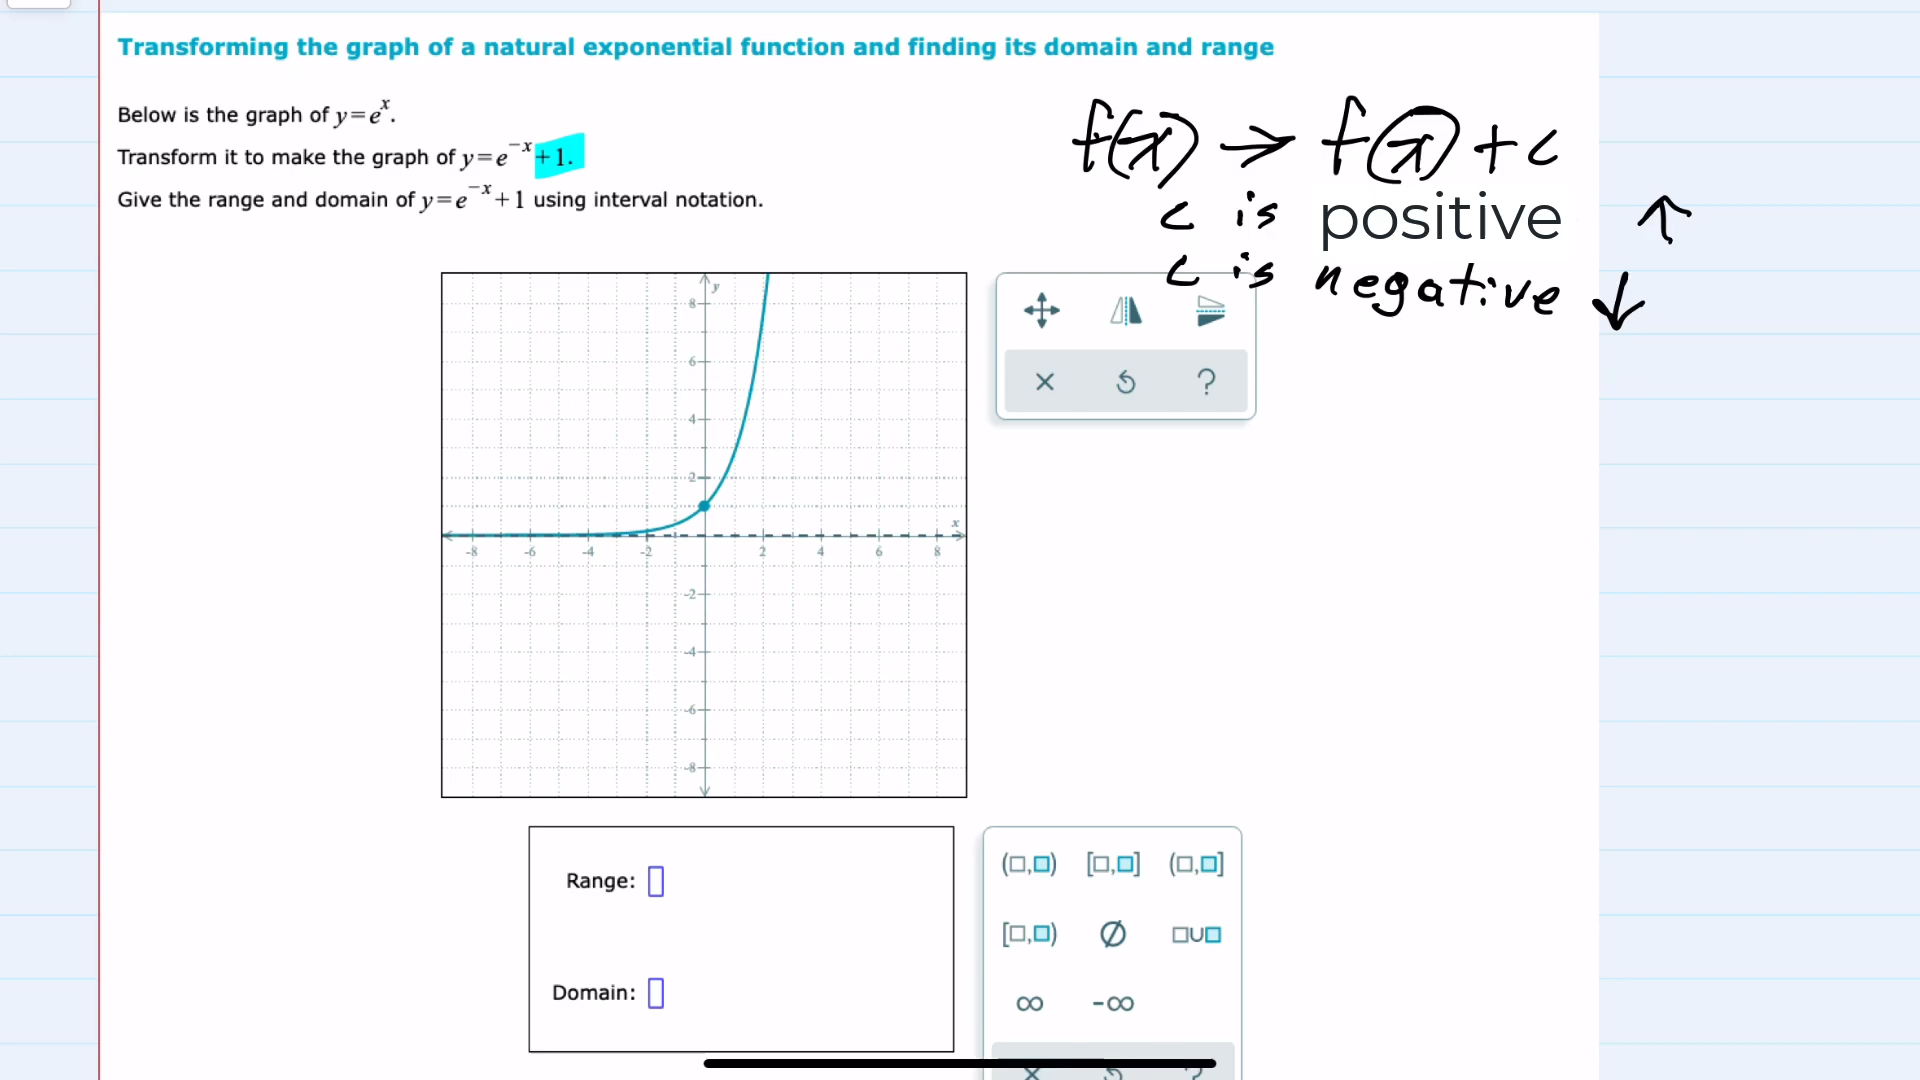 Transforming the graph of a natural exponential function and finding its domain and range
Below is the graph of y=e^x.
Transform it to make the graph of y=e^−x+1.
Give the range and domain of y=e^−x+1 using interval notation.
f(x) → f(x) + c
c is positive ↑
c is negative ↓
y
8
6
4
2
x
-8 -6 -4 -2 2 4 6 8
-2
-4
-6
-8
× ?
Range:
Domain:
(□,□) [□,□] (□,□]
[□,□) ∅ □∪□
∞ -∞
× ?